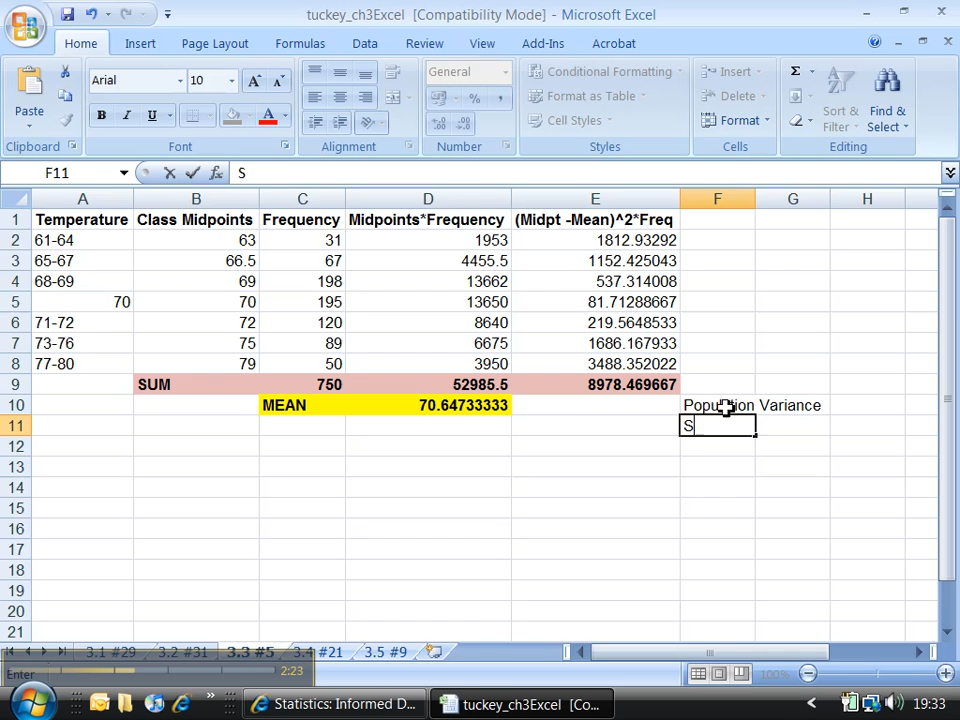 tuckey_ch3Excel [Compatibility Mode] - Microsoft Excel
Home Insert Page Layout Formulas Data Review View Add-Ins Acrobat
Paste
Clipboard
Arial 10
B I U
Font
Alignment
General
Number
Conditional Formatting
Format as Table
Cell Styles
Styles
Insert
Delete
Format
Cells
Sort & Filter
Find & Select
Editing
F11 S
A B C D E F G H
1 Temperature Class Midpoints Frequency Midpoints*Frequency (Midpt -Mean)^2*Freq
2 61-64 63 31 1953 1812.93292
3 65-67 66.5 67 4455.5 1152.425043
4 68-69 69 198 13662 537.314008
5 70 70 195 13650 81.71288667
6 71-72 72 120 8640 219.5648533
7 73-76 75 89 6675 1686.167933
8 77-80 79 50 3950 3488.352022
9 SUM 750 52985.5 8978.469667
10 MEAN 70.64733333 Population Variance
11 S
12
13
14
15
16
17
18
19
20
21
3.1 #29 3.2 #31 3.3 #5 3.4 #21 3.5 #9
Enter 2:23 100%
Statistics: Informed D... tuckey_ch3Excel [Co... 19:33